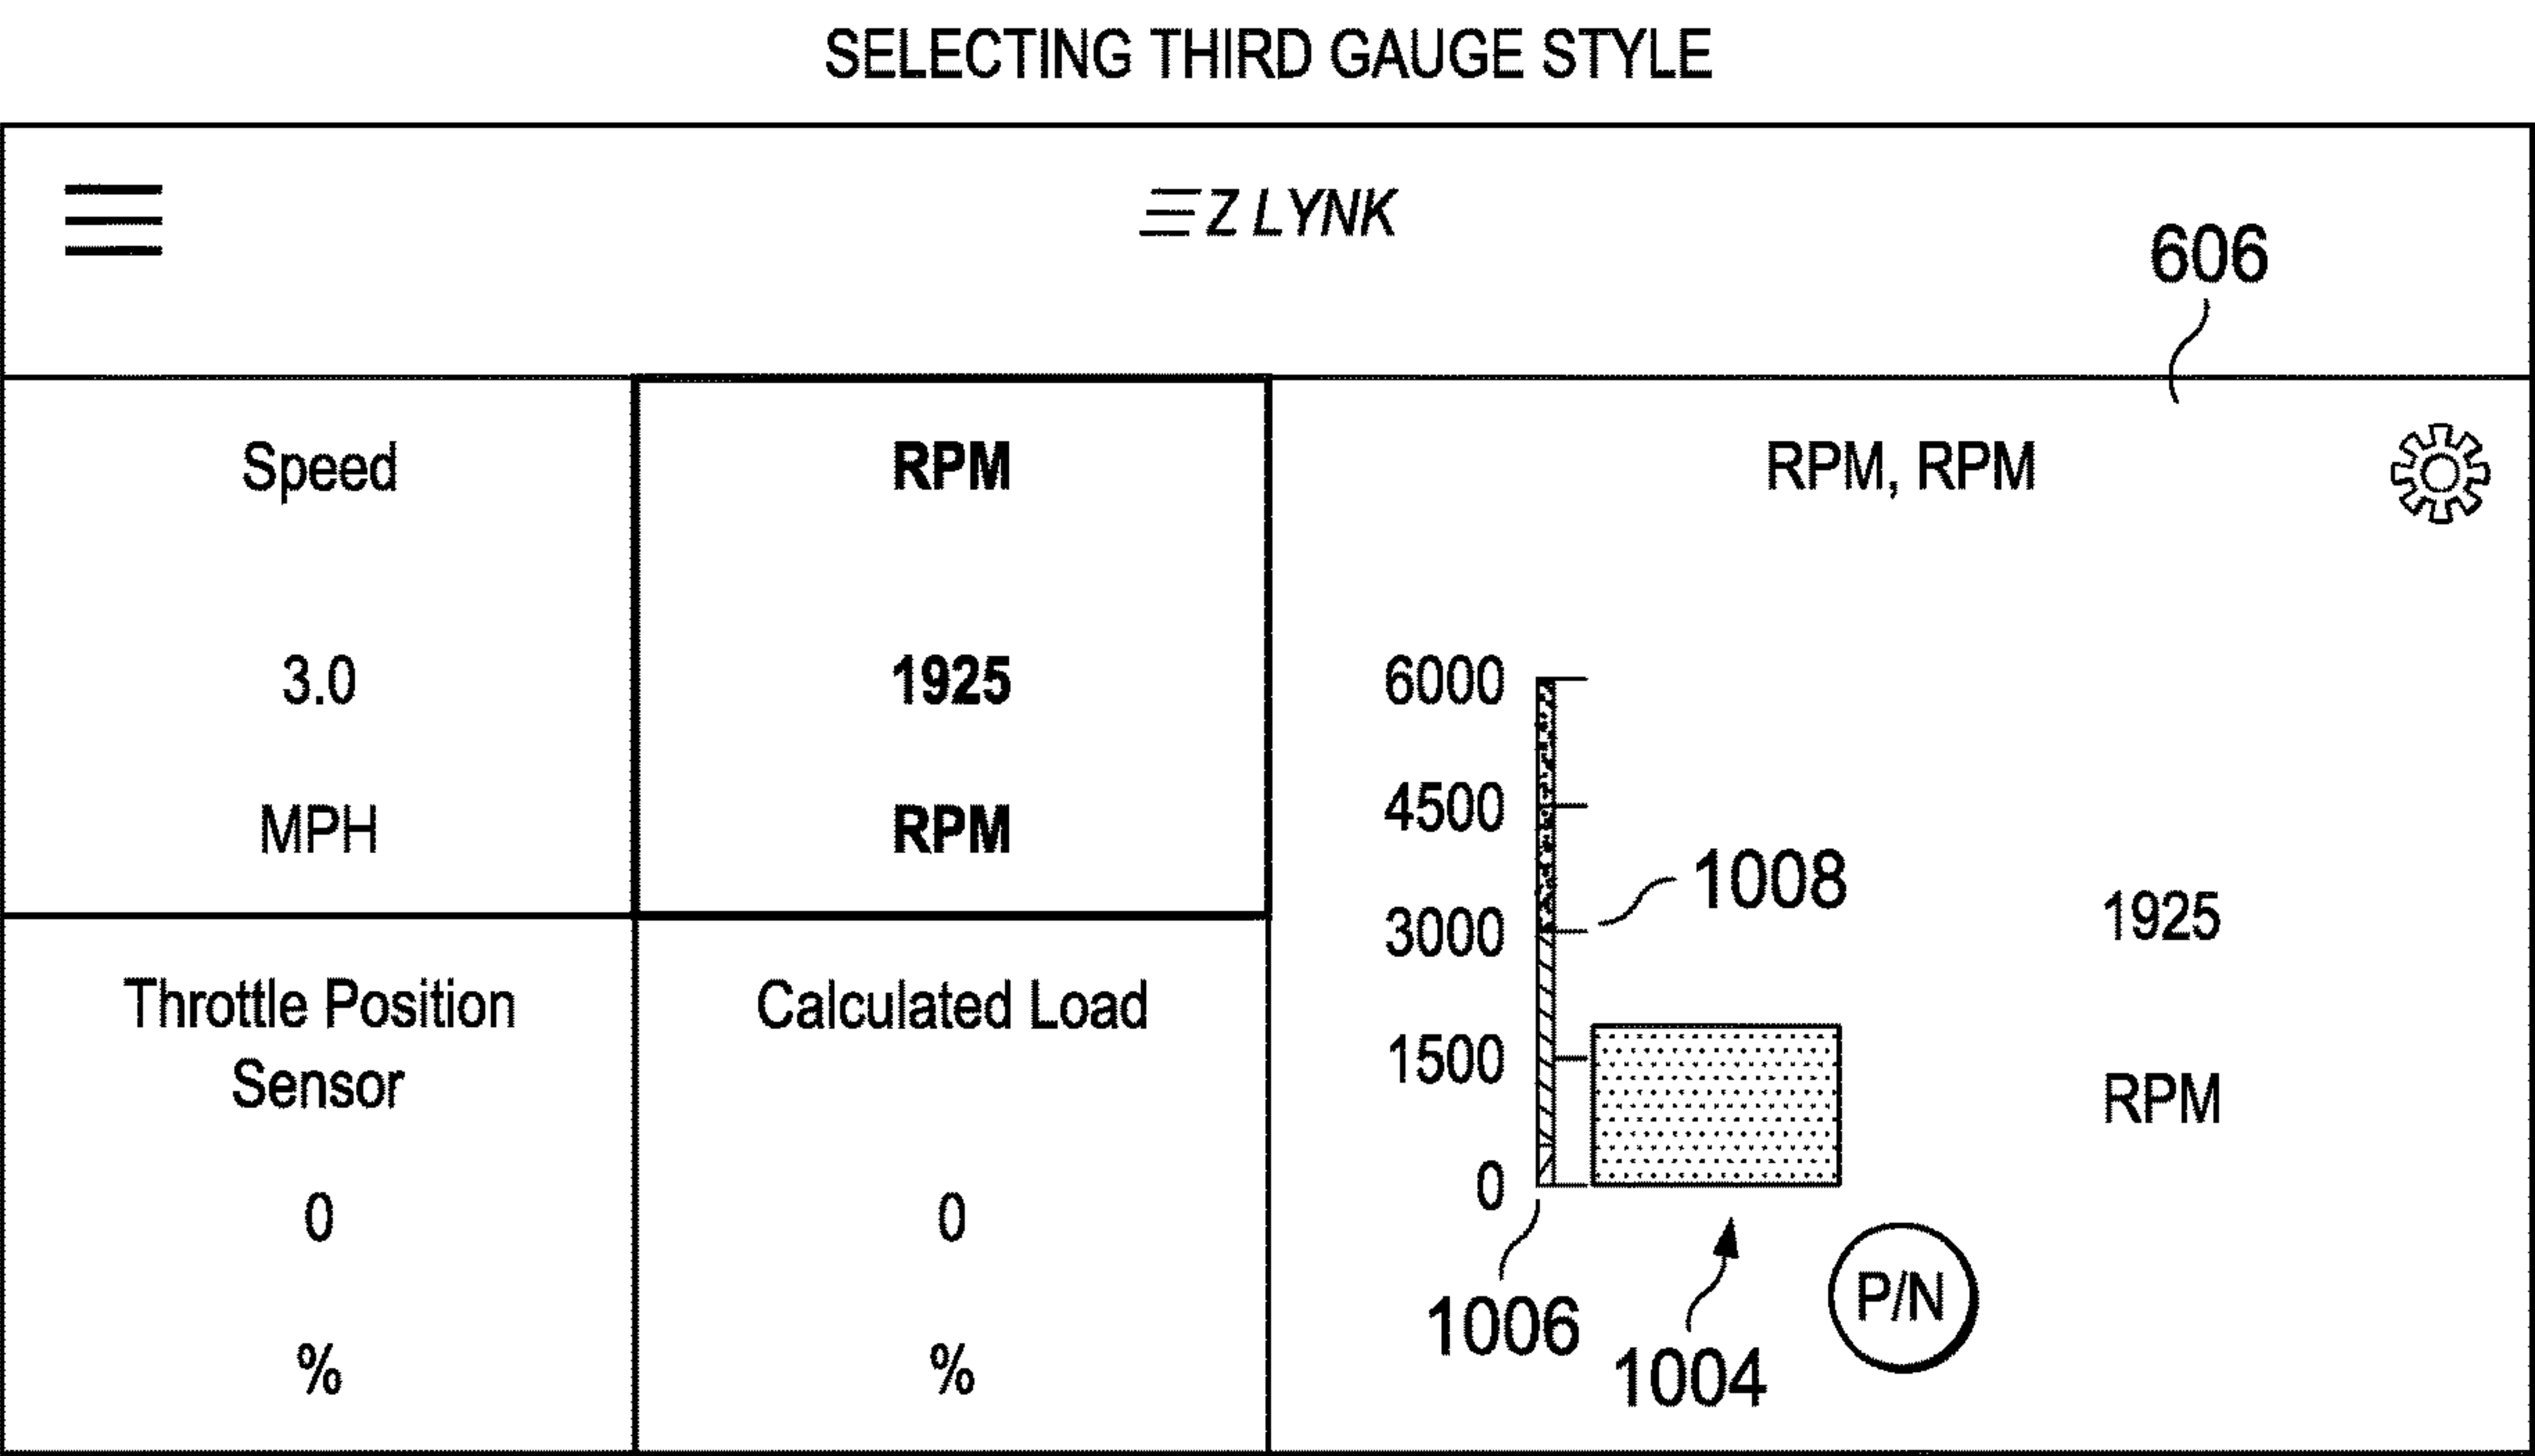 SELECTING THIRD GAUGE STYLE
EZ LYNK
606
Speed
3.0
MPH
RPM
1925
RPM
Throttle Position
Sensor
0
%
Calculated Load
0
%
RPM, RPM
6000
4500
3000
1500
0
1008
1925
RPM
1006
1004
P/N